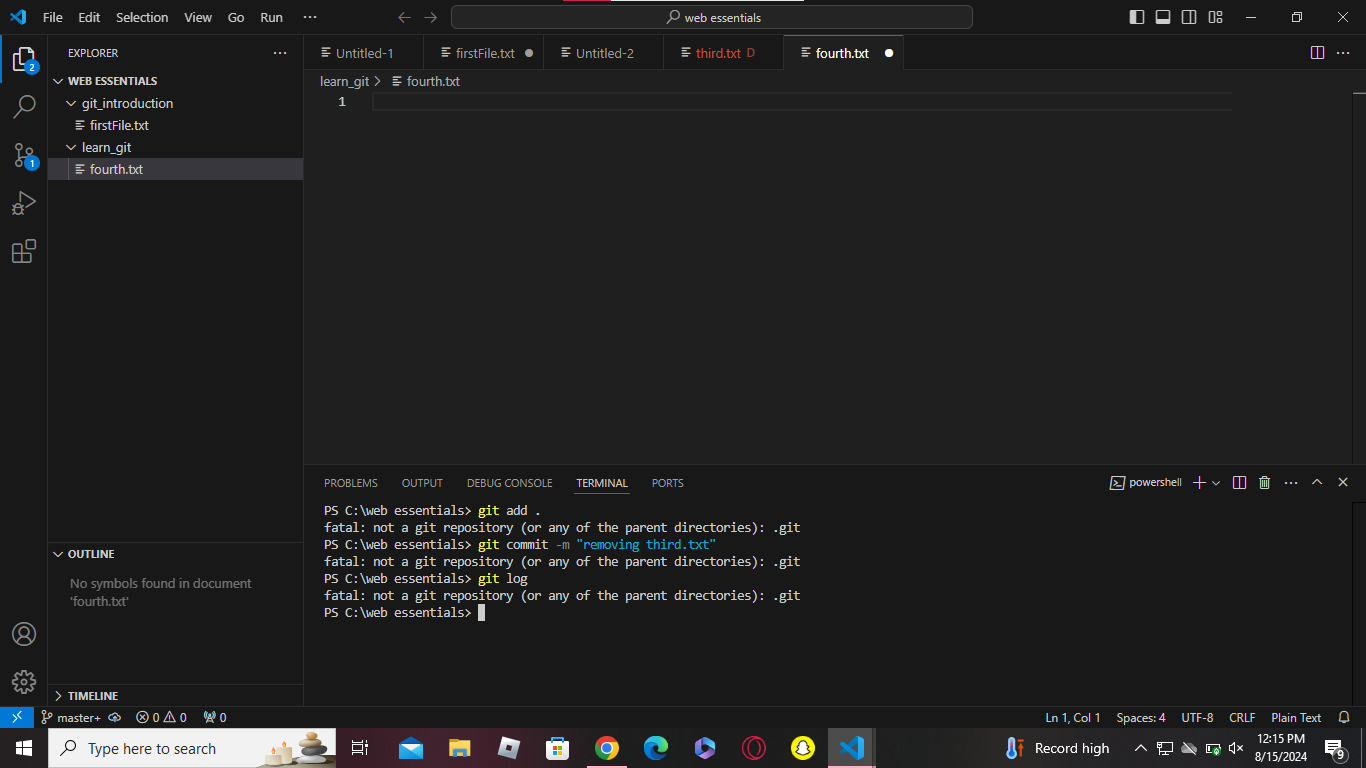 File Edit Selection View Go Run ··· web essentials
EXPLORER ···
WEB ESSENTIALS
git_introduction
firstFile.txt
learn_git
fourth.txt
2
1
Untitled-1 firstFile.txt Untitled-2 third.txt D fourth.txt
learn_git > fourth.txt
1
PROBLEMS OUTPUT DEBUG CONSOLE TERMINAL PORTS powershell
PS C:\web essentials> git add .
fatal: not a git repository (or any of the parent directories): .git
PS C:\web essentials> git commit -m "removing third.txt"
fatal: not a git repository (or any of the parent directories): .git
PS C:\web essentials> git log
fatal: not a git repository (or any of the parent directories): .git
PS C:\web essentials>
OUTLINE
No symbols found in document
'fourth.txt'
TIMELINE
master+ 0 0 0 Ln 1, Col 1 Spaces: 4 UTF-8 CRLF Plain Text
Type here to search Record high 12:15 PM
8/15/2024
9